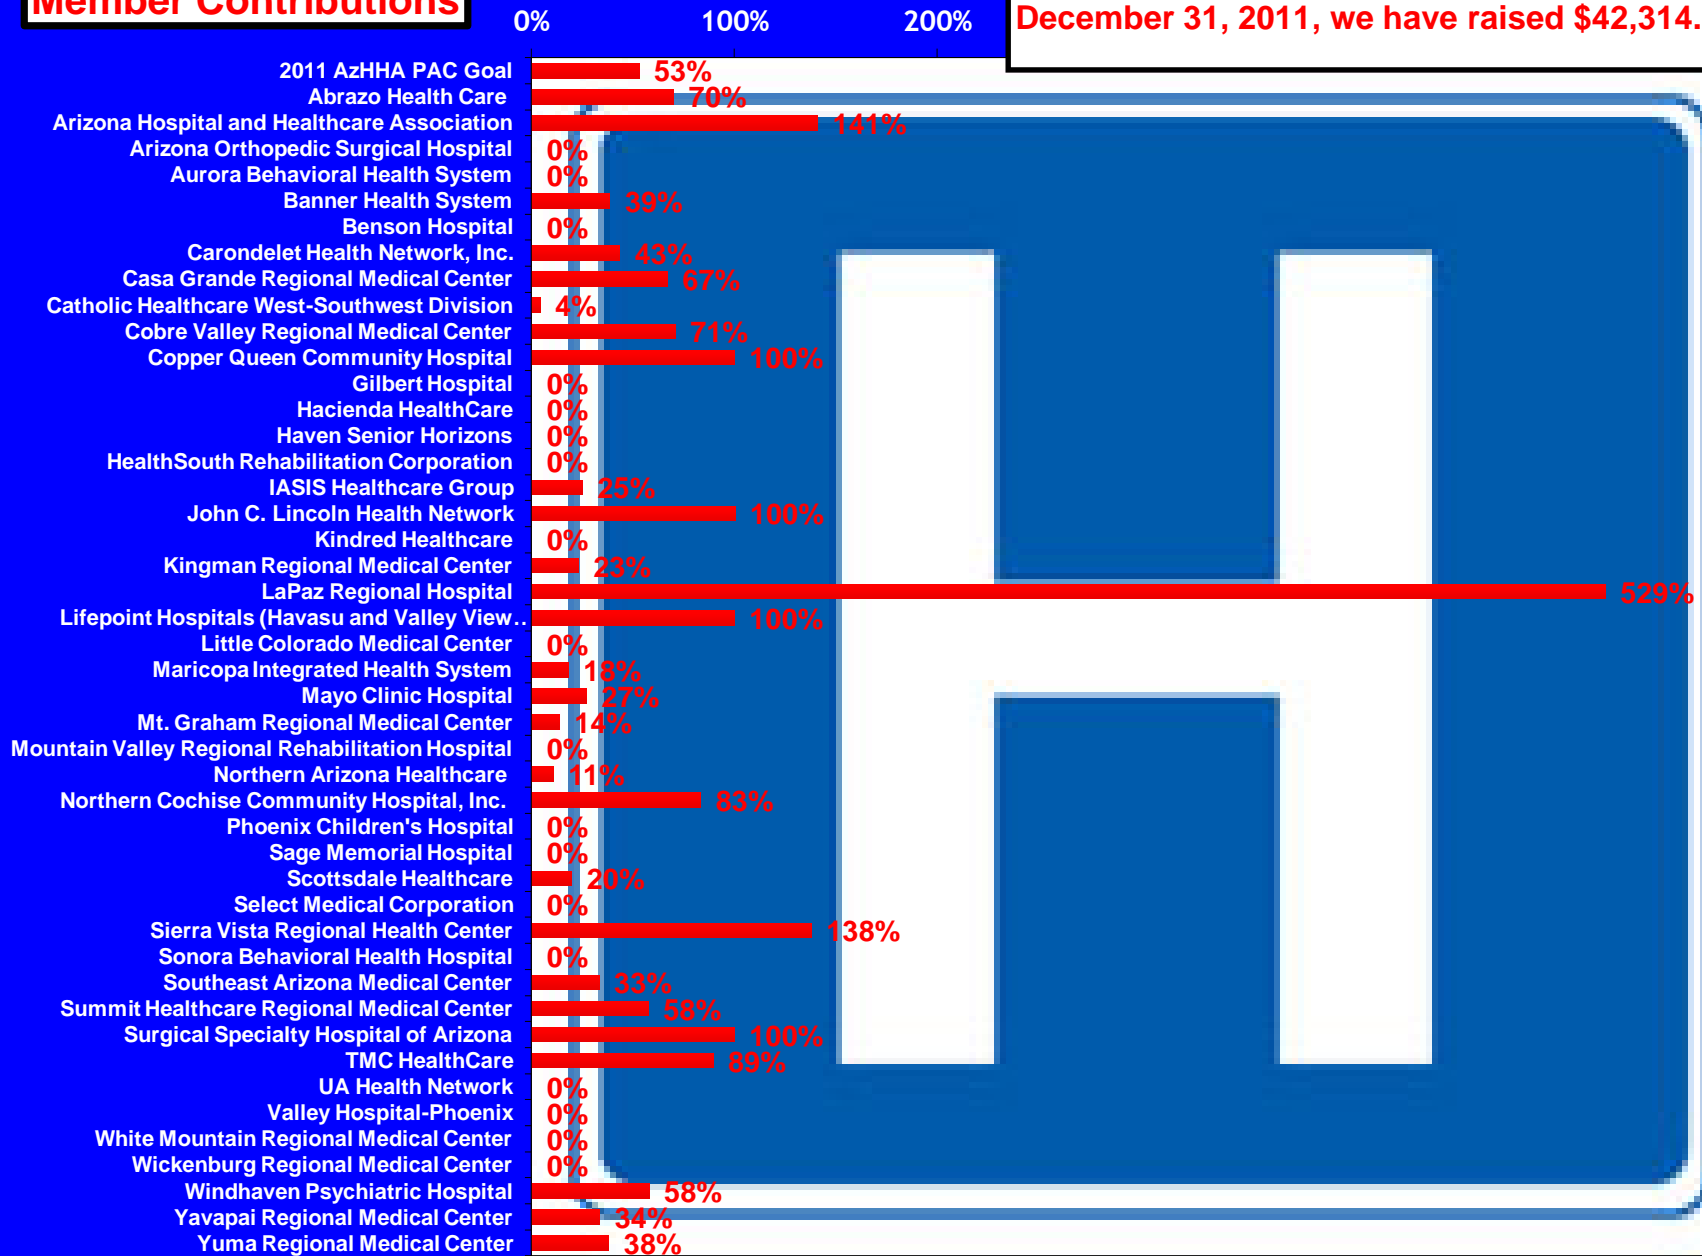 Member Contributions
0% 100% 200%
December 31, 2011, we have raised $42,314.
2011 AzHHA PAC Goal 53%
Abrazo Health Care 70%
Arizona Hospital and Healthcare Association 141%
Arizona Orthopedic Surgical Hospital 0%
Aurora Behavioral Health System 0%
Banner Health System 39%
Benson Hospital 0%
Carondelet Health Network, Inc. 43%
Casa Grande Regional Medical Center 67%
Catholic Healthcare West-Southwest Division 4%
Cobre Valley Regional Medical Center 71%
Copper Queen Community Hospital 100%
Gilbert Hospital 0%
Hacienda HealthCare 0%
Haven Senior Horizons 0%
HealthSouth Rehabilitation Corporation 0%
IASIS Healthcare Group 25%
John C. Lincoln Health Network 100%
Kindred Healthcare 0%
Kingman Regional Medical Center 23%
LaPaz Regional Hospital 529%
Lifepoint Hospitals (Havasu and Valley View.. 100%
Little Colorado Medical Center 0%
Maricopa Integrated Health System 18%
Mayo Clinic Hospital 27%
Mt. Graham Regional Medical Center 14%
Mountain Valley Regional Rehabilitation Hospital 0%
Northern Arizona Healthcare 11%
Northern Cochise Community Hospital, Inc. 83%
Phoenix Children's Hospital 0%
Sage Memorial Hospital 0%
Scottsdale Healthcare 20%
Select Medical Corporation 0%
Sierra Vista Regional Health Center 138%
Sonora Behavioral Health Hospital 0%
Southeast Arizona Medical Center 33%
Summit Healthcare Regional Medical Center 58%
Surgical Specialty Hospital of Arizona 100%
TMC HealthCare 89%
UA Health Network 0%
Valley Hospital-Phoenix 0%
White Mountain Regional Medical Center 0%
Wickenburg Regional Medical Center 0%
Windhaven Psychiatric Hospital 58%
Yavapai Regional Medical Center 34%
Yuma Regional Medical Center 38%
H